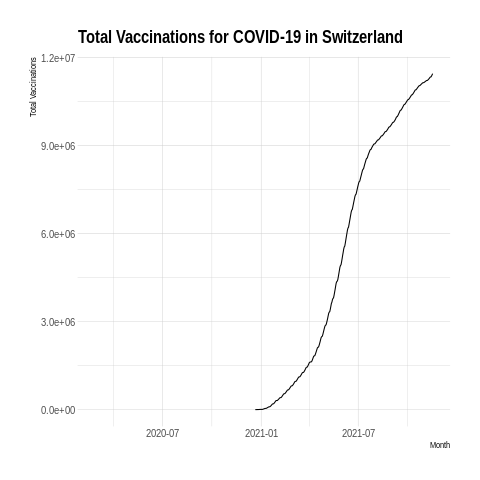 Total Vaccinations for COVID-19 in Switzerland
Total Vaccinations
1.2e+07
9.0e+06
6.0e+06
3.0e+06
0.0e+00
2020-07
2021-01
2021-07
Month